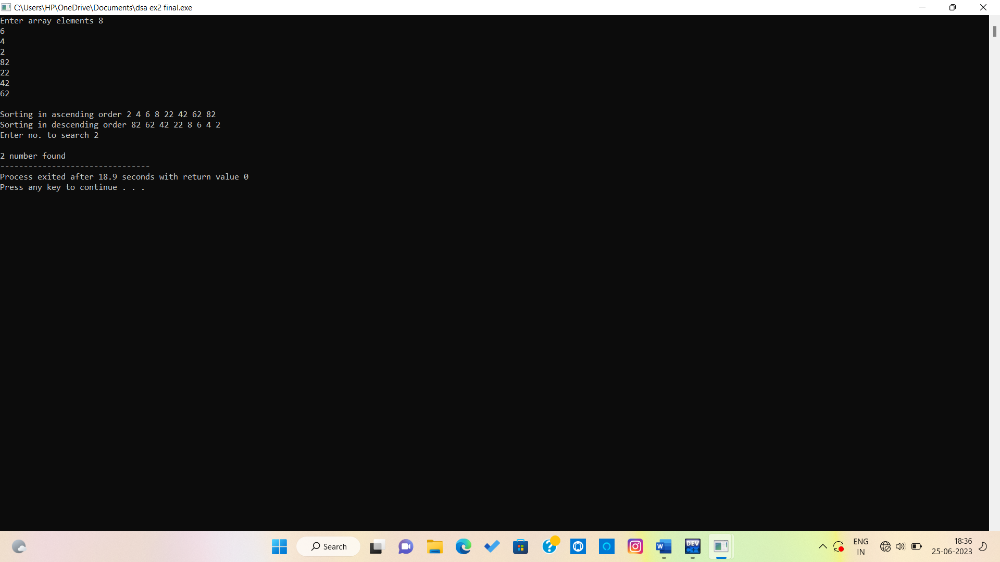 C:\Users\HP\OneDrive\Documents\dsa ex2 final.exe
Enter array elements 8
6
4
2
82
22
42
62
Sorting in ascending order 2 4 6 8 22 42 62 82
Sorting in descending order 82 62 42 22 8 6 4 2
Enter no. to search 2
2 number found
--------------------------------
Process exited after 18.9 seconds with return value 0
Press any key to continue . . .
Search
W
DEV
C++
ENG
IN
18:36
25-06-2023